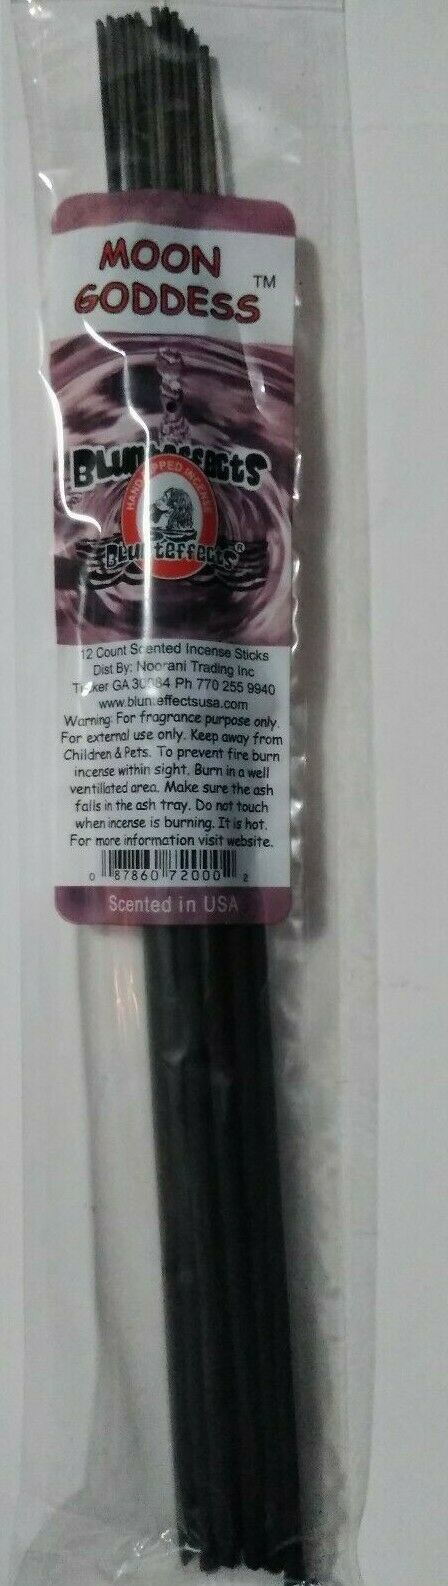 MOON
GODDESS™
BLUNTEFFECTS
HAND DIPPED INCENSE
BLUNTEFFECTS®
12 Count Scented Incense Sticks
Dist By: Noorani Trading Inc
Tucker GA 30084 Ph 770 255 9940
www.blunteffectsusa.com
Warning: For fragrance purpose only.
For external use only. Keep away from
Children & Pets. To prevent fire burn
incense within sight. Burn in a well
ventillated area. Make sure the ash
falls in the ash tray. Do not touch
when incense is burning. It is hot.
For more information visit website.
0 87860 72000 2
Scented in USA